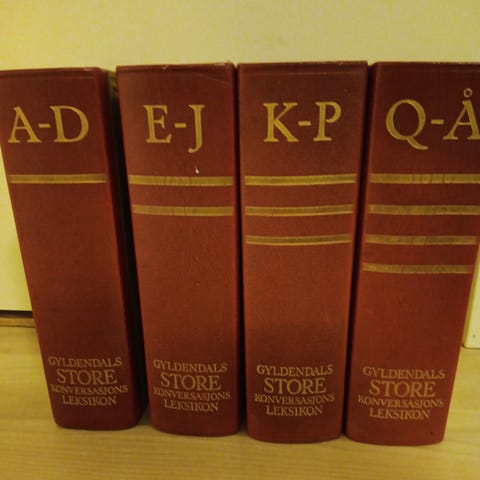 A-D
GYLDENDALS
STORE
KONVERSASJONS
LEKSIKON
E-J
GYLDENDALS
STORE
KONVERSASJONS
LEKSIKON
K-P
GYLDENDALS
STORE
KONVERSASJONS
LEKSIKON
Q-Å
GYLDENDALS
STORE
KONVERSASJONS
LEKSIKON